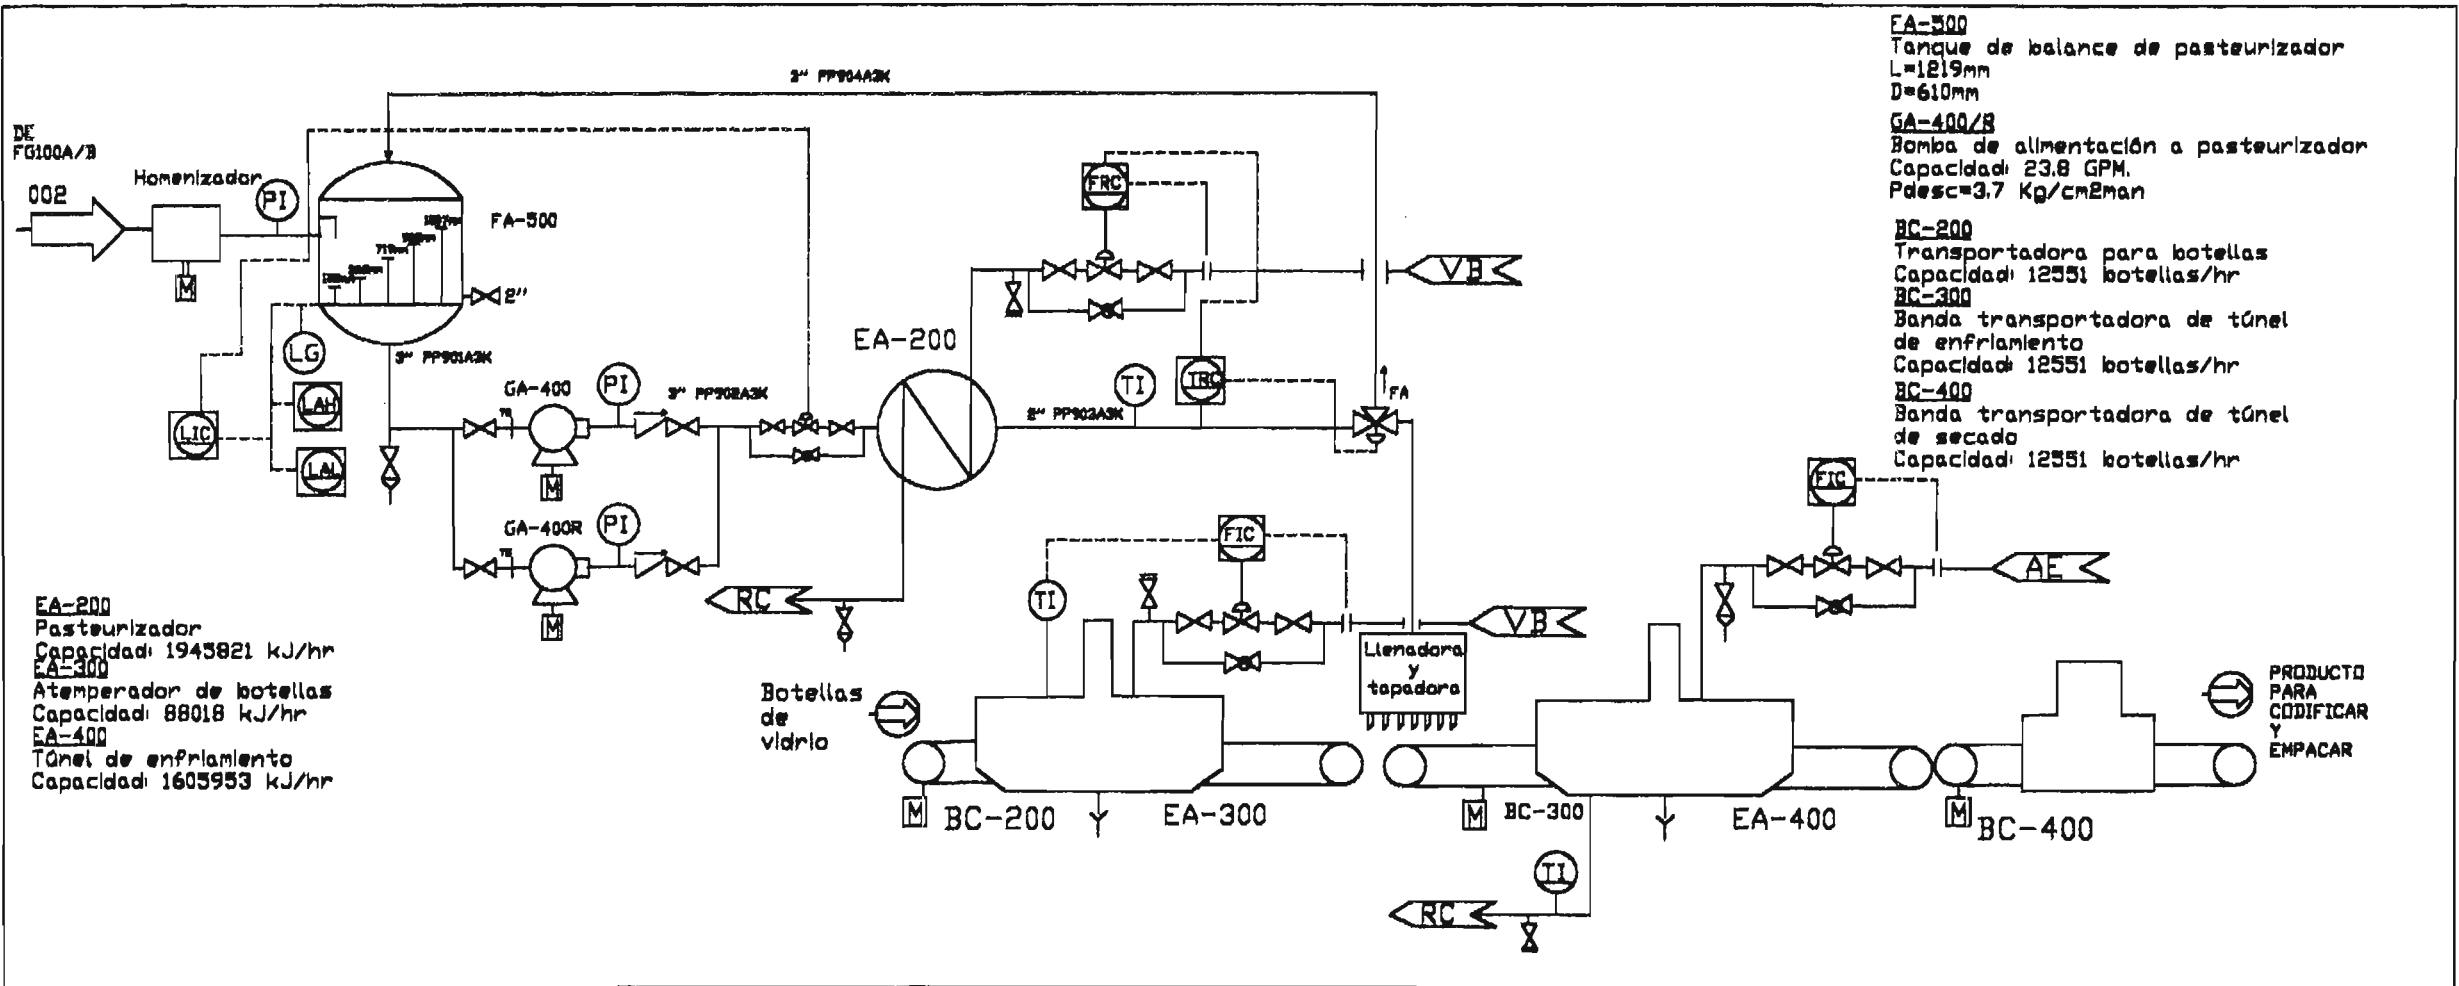 FA-500
Tanque de balance de pasteurizador
L=1219mm
D=610mm
GA-400/R
Bomba de alimentación a pasteurizador
Capacidad: 23.8 GPM.
Pdesc=3.7 Kg/cm2man
BC-200
Transportadora para botellas
Capacidad: 12551 botellas/hr
BC-300
Banda transportadora de túnel
de enfriamiento
Capacidad: 12551 botellas/hr
BC-400
Banda transportadora de túnel
de secado
Capacidad: 12551 botellas/hr
3" PP904A3K
DE
FG100A/B
002
Homenizador
PI
M
FA-500
719mm
2"
LG
LAH
LAL
LIC
3" PP901A3K
GA-400
PI
M
3" PP902A3K
GA-400R
PI
M
EA-200
FRC
VB
TI
TRC
2" PP903A3K
FA
RC
FIC
TI
VB
Llenadora
y
tapadora
FIC
AE
EA-200
Pasteurizador
Capacidad: 1945821 kJ/hr
EA-300
Atemperador de botellas
Capacidad: 88018 kJ/hr
EA-400
Túnel de enfriamiento
Capacidad: 1605953 kJ/hr
Botellas
de
vidrio
M
BC-200
EA-300
M
BC-300
EA-400
M
BC-400
PRODUCTO
PARA
CODIFICAR
Y
EMPACAR
TI
RC